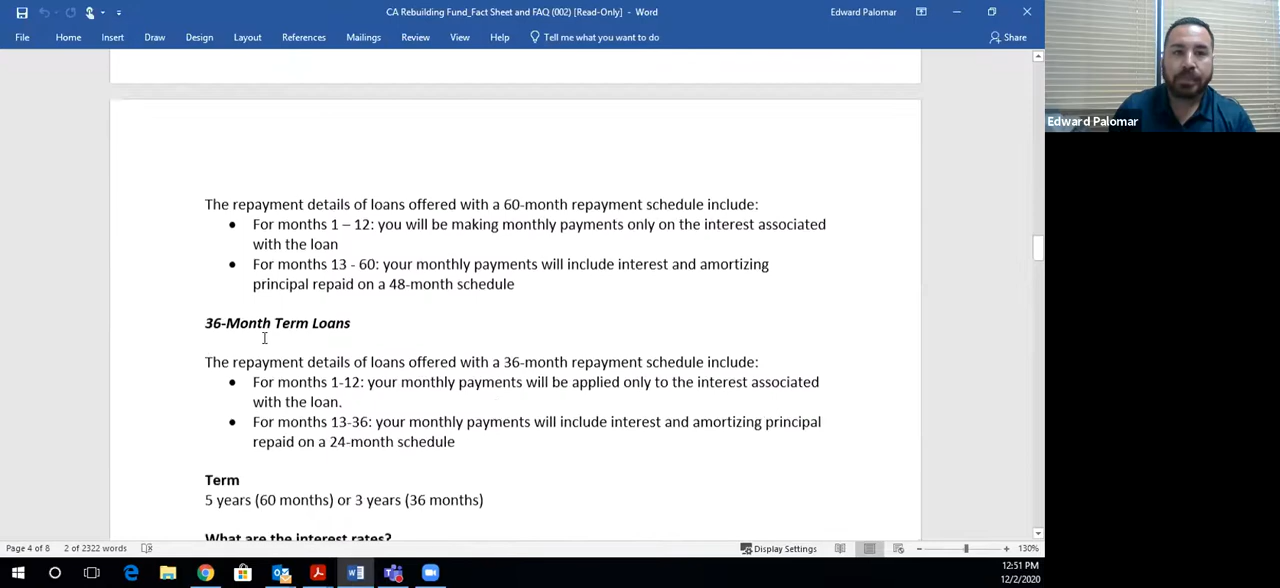 CA Rebuilding Fund_Fact Sheet and FAQ (002) [Read-Only] - Word
Edward Palomar
File Home Insert Draw Design Layout References Mailings Review View Help Tell me what you want to do Share
Edward Palomar
The repayment details of loans offered with a 60-month repayment schedule include:
• For months 1 – 12: you will be making monthly payments only on the interest associated
with the loan
• For months 13 - 60: your monthly payments will include interest and amortizing
principal repaid on a 48-month schedule
36-Month Term Loans
The repayment details of loans offered with a 36-month repayment schedule include:
• For months 1-12: your monthly payments will be applied only to the interest associated
with the loan.
• For months 13-36: your monthly payments will include interest and amortizing principal
repaid on a 24-month schedule
Term
5 years (60 months) or 3 years (36 months)
What are the interest rates?
Page 4 of 8 2 of 2322 words Display Settings 130%
12:51 PM
12/2/2020